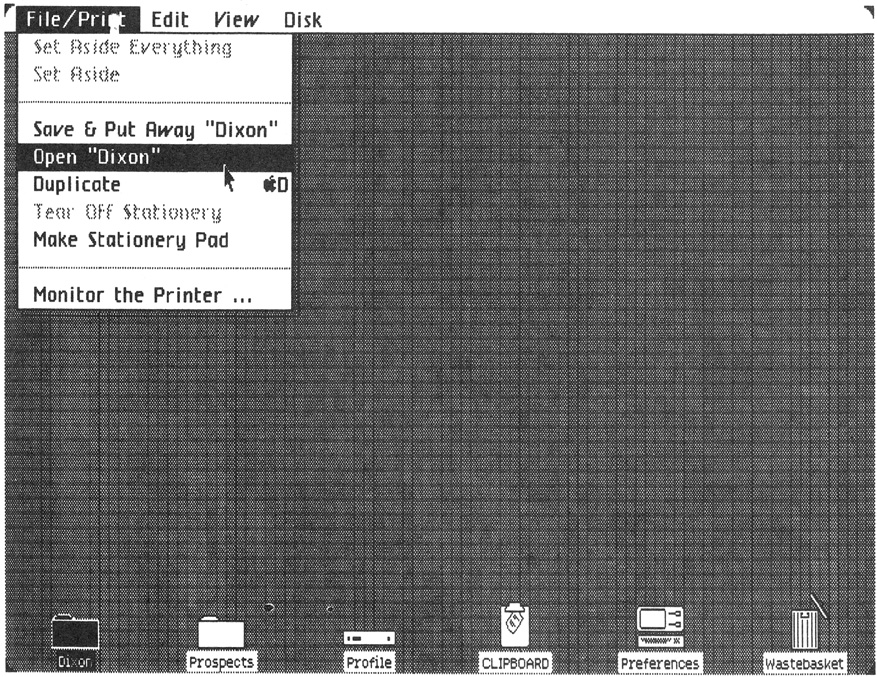 File/Print Edit View Disk
Set Aside Everything
Set Aside
Save & Put Away "Dixon"
Open "Dixon"
Duplicate D
Tear Off Stationery
Make Stationery Pad
Monitor the Printer ...
Dixon Prospects Profile CLIPBOARD Preferences Wastebasket